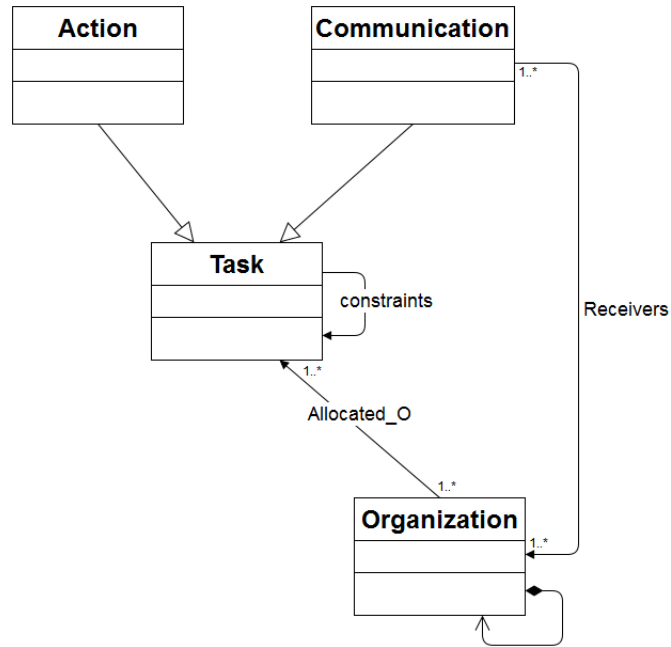 Action
Communication
1..*
Task
constraints
Receivers
1..*
Allocated_O
1..*
Organization
1..*